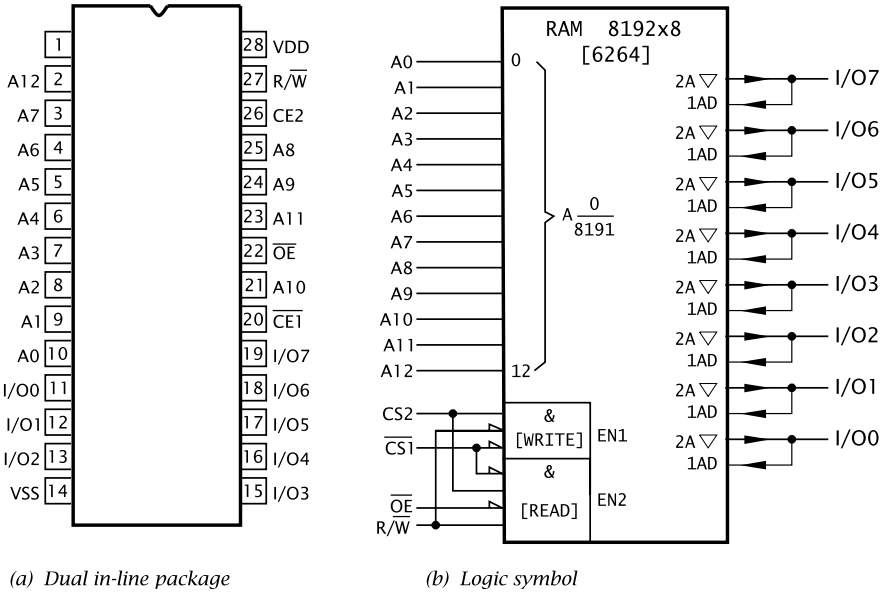 1 28 VDD
A12 2 27 R/W̅
A7 3 26 CE2
A6 4 25 A8
A5 5 24 A9
A4 6 23 A11
A3 7 22 O̅E̅
A2 8 21 A10
A1 9 20 C̅E̅1̅
A0 10 19 I/O7
I/O0 11 18 I/O6
I/O1 12 17 I/O5
I/O2 13 16 I/O4
VSS 14 15 I/O3
(a) Dual in-line package
RAM 8192x8
[6264]
A0 0
A1
A2
A3
A4
A5
A6
A7
A8
A9
A10
A11
A12 12
A 0
8191
2A ▽ I/O7
1AD
2A ▽ I/O6
1AD
2A ▽ I/O5
1AD
2A ▽ I/O4
1AD
2A ▽ I/O3
1AD
2A ▽ I/O2
1AD
2A ▽ I/O1
1AD
2A ▽ I/O0
1AD
CS2
C̅S̅1̅
O̅E̅
R/W̅
&
[WRITE] EN1
&
[READ] EN2
(b) Logic symbol